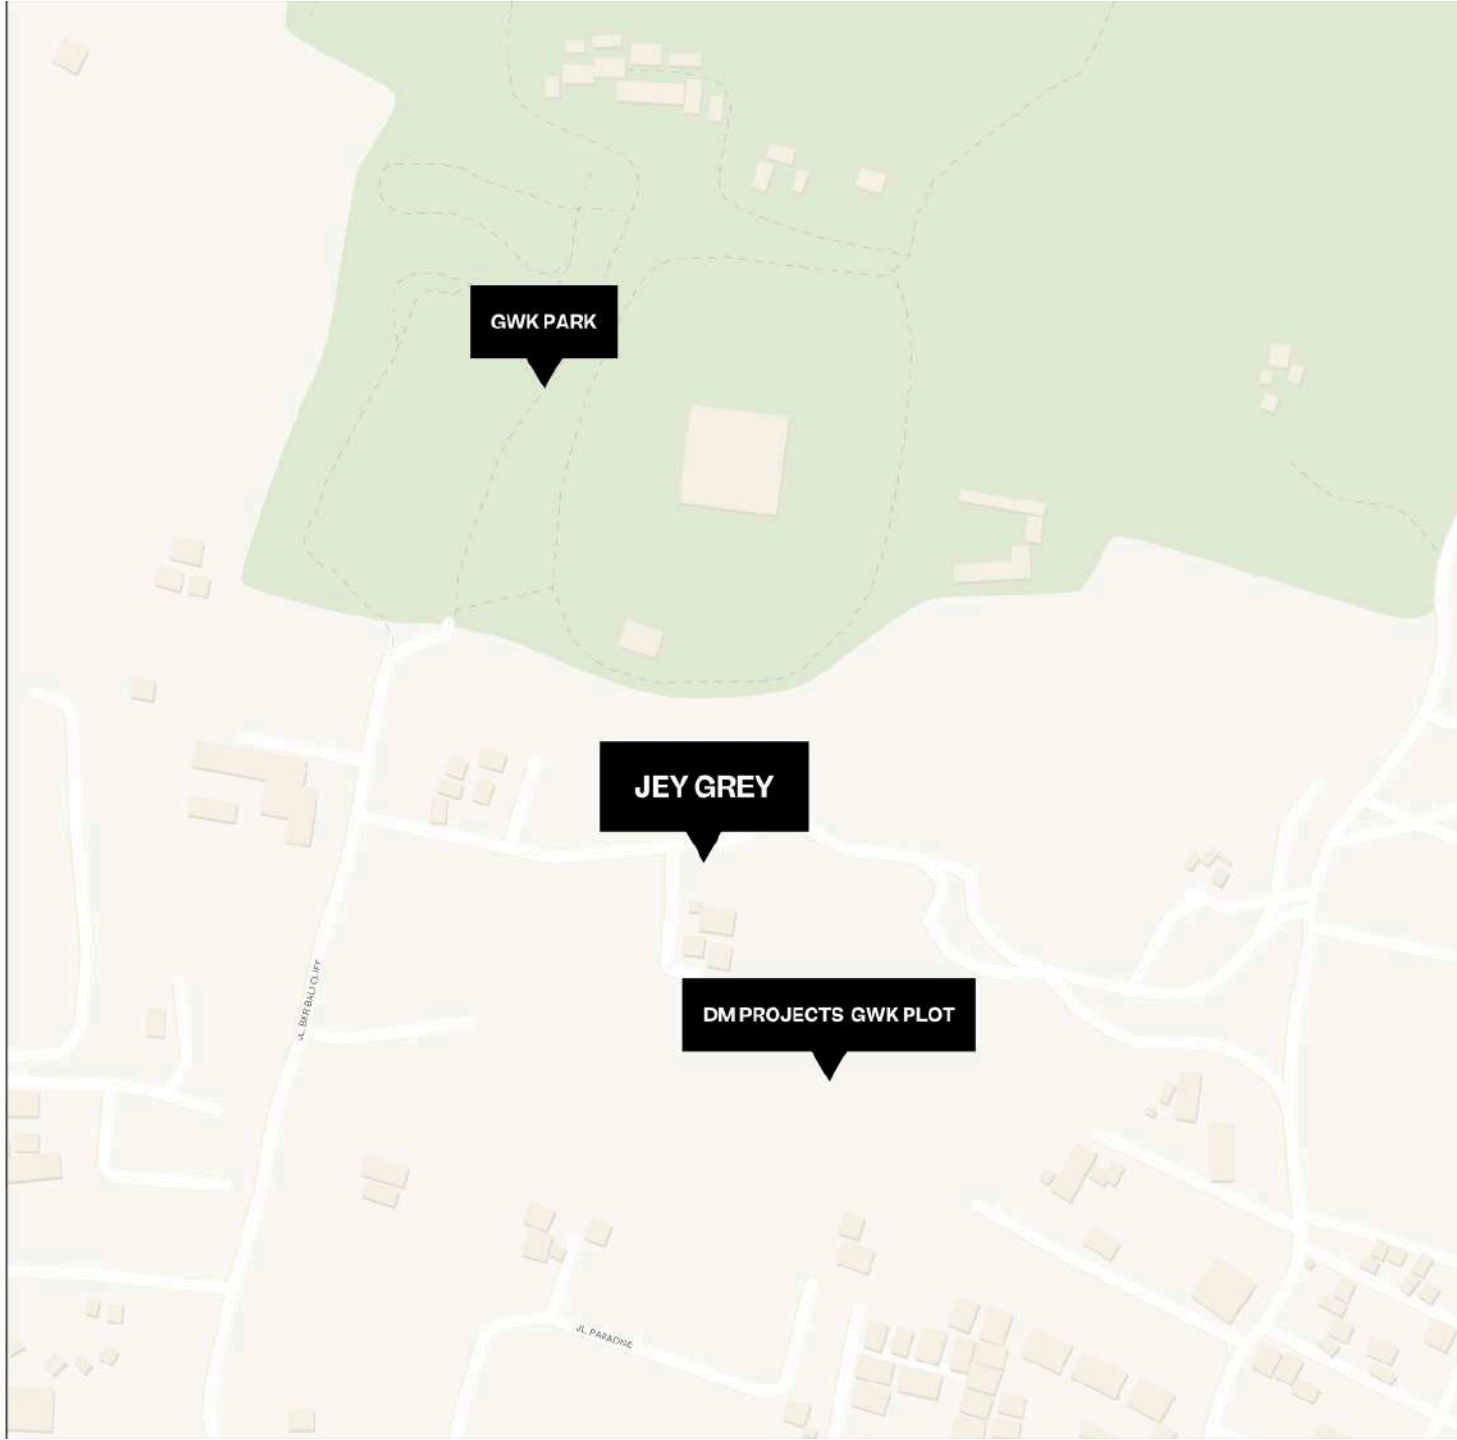 GWK PARK
JEY GREY
JL. BKR BALI CLIFF
DM PROJECTS GWK PLOT
JL. PARADISE